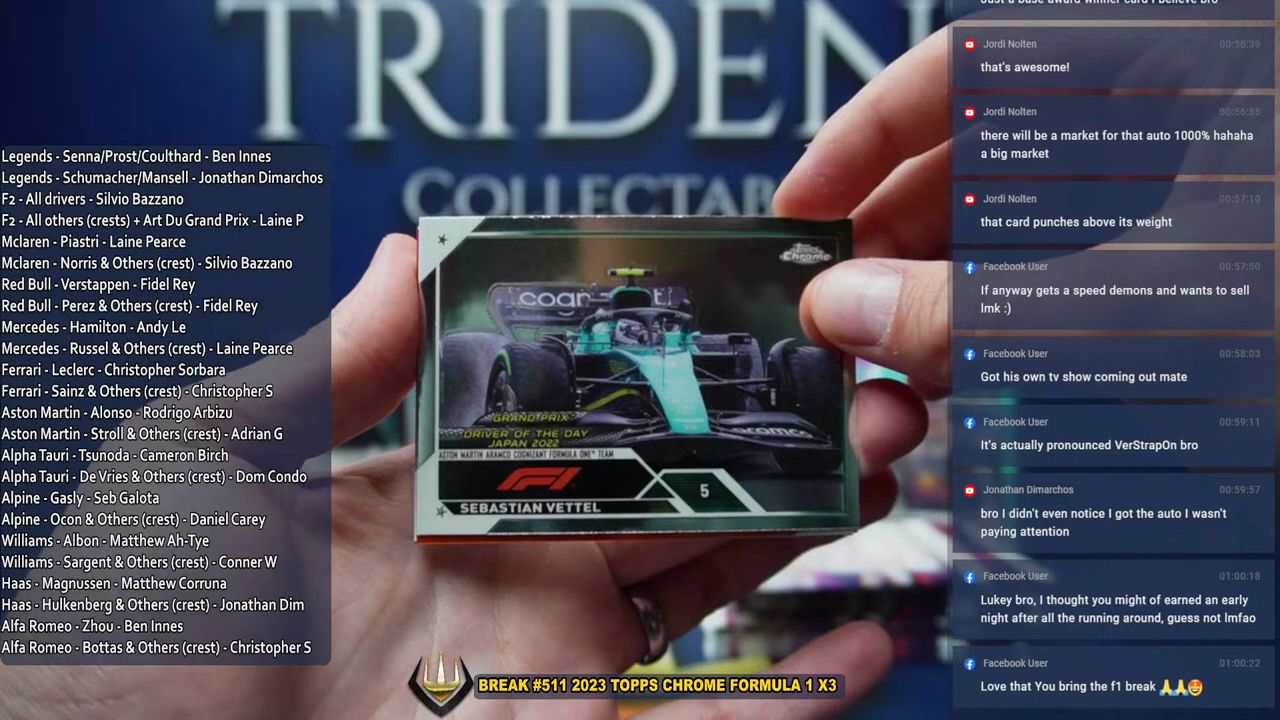 TRIDEN
COLLECTAB
Legends - Senna/Prost/Coulthard - Ben Innes
Legends - Schumacher/Mansell - Jonathan Dimarchos
F2 - All drivers - Silvio Bazzano
F2 - All others (crests) + Art Du Grand Prix - Laine P
Mclaren - Piastri - Laine Pearce
Mclaren - Norris & Others (crest) - Silvio Bazzano
Red Bull - Verstappen - Fidel Rey
Red Bull - Perez & Others (crest) - Fidel Rey
Mercedes - Hamilton - Andy Le
Mercedes - Russel & Others (crest) - Laine Pearce
Ferrari - Leclerc - Christopher Sorbara
Ferrari - Sainz & Others (crest) - Christopher S
Aston Martin - Alonso - Rodrigo Arbizu
Aston Martin - Stroll & Others (crest) - Adrian G
Alpha Tauri - Tsunoda - Cameron Birch
Alpha Tauri - De Vries & Others (crest) - Dom Condo
Alpine - Gasly - Seb Galota
Alpine - Ocon & Others (crest) - Daniel Carey
Williams - Albon - Matthew Ah-Tye
Williams - Sargent & Others (crest) - Conner W
Haas - Magnussen - Matthew Corruna
Haas - Hulkenberg & Others (crest) - Jonathan Dim
Alfa Romeo - Zhou - Ben Innes
Alfa Romeo - Bottas & Others (crest) - Christopher S
Topps
Chrome
aramco
GRAND PRIX
DRIVER OF THE DAY
JAPAN 2022
ASTON MARTIN ARAMCO COGNIZANT FORMULA ONE™ TEAM
F1
5
SEBASTIAN VETTEL
BREAK #511 2023 TOPPS CHROME FORMULA 1 X3
Just a base award winner card I believe bro
Jordi Nolten 00:56:39
that's awesome!
Jordi Nolten 00:56:55
there will be a market for that auto 1000% hahaha
a big market
Jordi Nolten 00:57:10
that card punches above its weight
Facebook User 00:57:50
If anyway gets a speed demons and wants to sell
lmk :)
Facebook User 00:58:03
Got his own tv show coming out mate
Facebook User 00:59:11
It's actually pronounced VerStrapOn bro
Jonathan Dimarchos 00:59:57
bro I didn't even notice I got the auto I wasn't
paying attention
Facebook User 01:00:18
Lukey bro, I thought you might of earned an early
night after all the running around, guess not lmfao
Facebook User 01:00:22
Love that You bring the f1 break 🙏🙏🤩